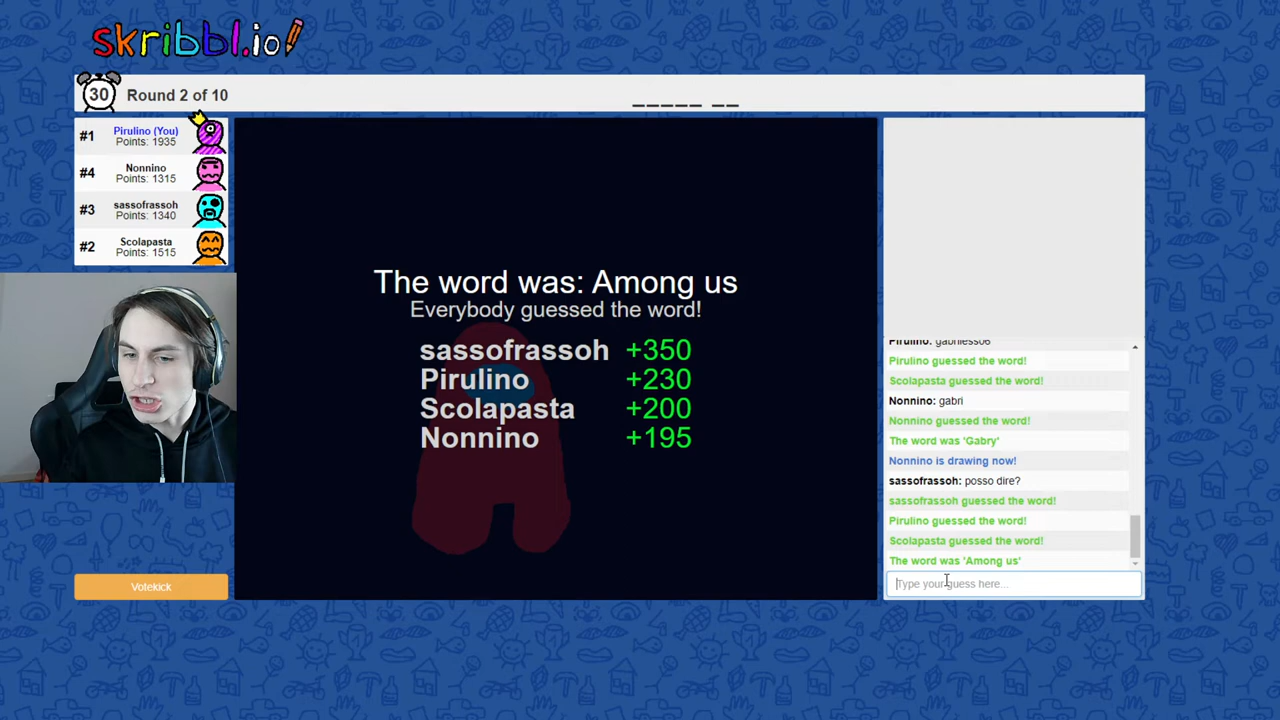 skribbl.io
30
Round 2 of 10
_____ __
#1
Pirulino (You)
Points: 1935
#4
Nonnino
Points: 1315
#3
sassofrassoh
Points: 1340
#2
Scolapasta
Points: 1515
Votekick
The word was: Among us
Everybody guessed the word!
sassofrassoh +350
Pirulino +230
Scolapasta +200
Nonnino +195
Pirulino guessed the word!
Scolapasta guessed the word!
Nonnino: gabri
Nonnino guessed the word!
The word was 'Gabry'
Nonnino is drawing now!
sassofrassoh: posso dire?
sassofrassoh guessed the word!
Pirulino guessed the word!
Scolapasta guessed the word!
The word was 'Among us'
Type your guess here...